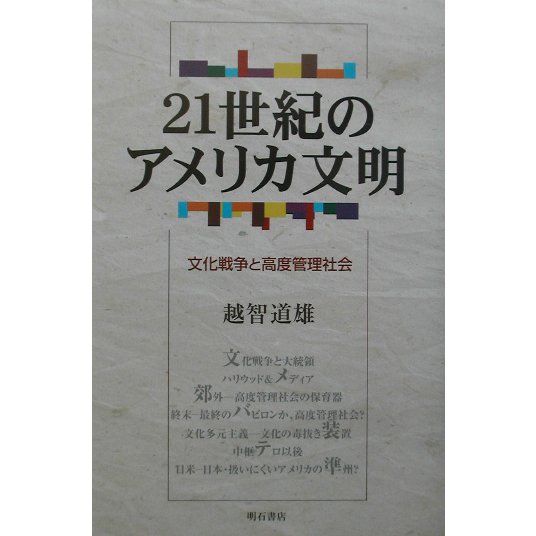 21世紀の
アメリカ文明
文化戦争と高度管理社会
越智道雄
文化戦争と大統領
ハリウッド&メディア
郊外―高度管理社会の保育器
終末―最終のバビロンか、高度管理社会?
文化多元主義―文化の毒抜き装置
中枢テロ以後
日米―日本・扱いにくいアメリカの準州?
明石書店